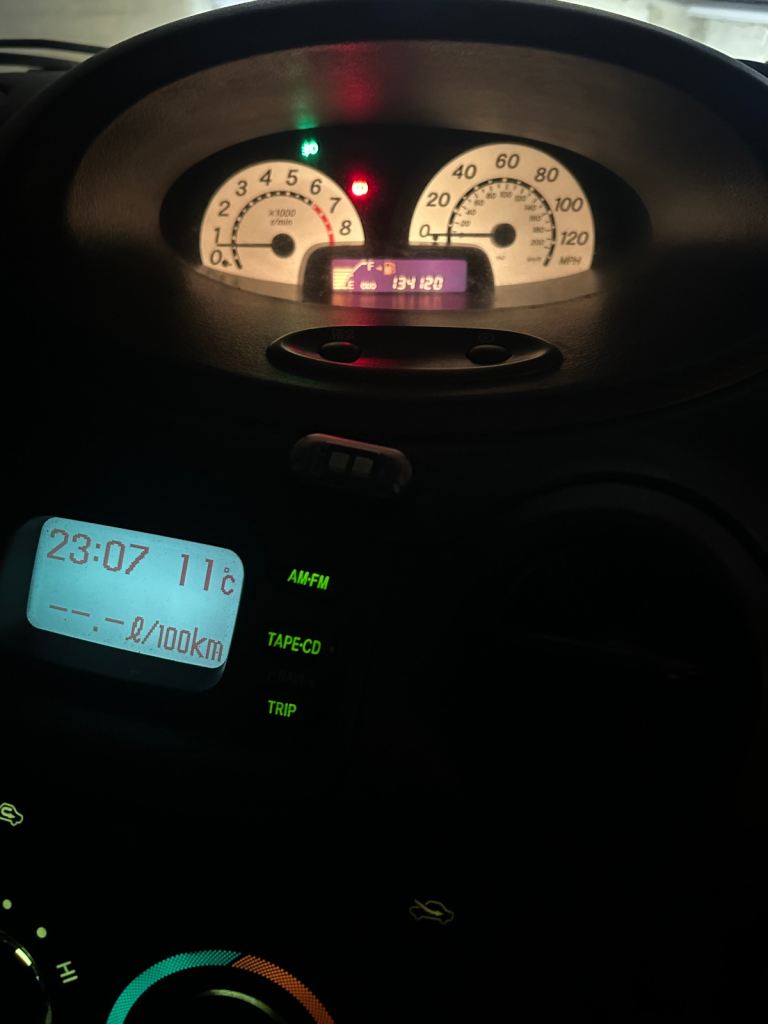 0 1 2 3 4 5 6 7 8
×1000
r/min
0 20 40 60 80 100 120
MPH
F
E ODO 134120
23:07 11°C
--.- ℓ/100km
AM·FM
TAPE·CD
TRIP
HI